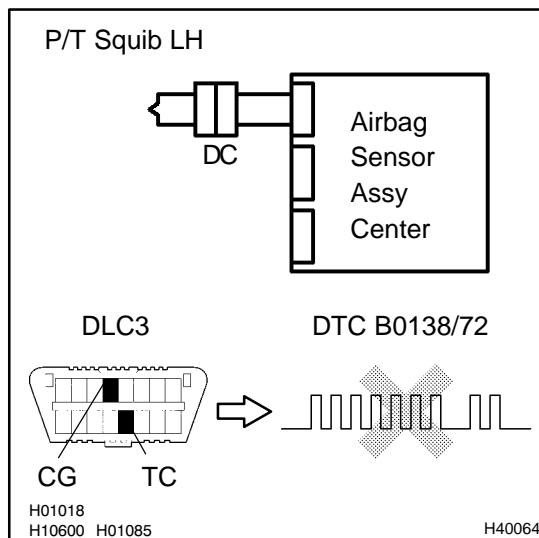 P/T Squib LH
Airbag
Sensor
Assy
Center
DC
DLC3
DTC B0138/72
CG
TC
H01018
H10600 H01085
H40064